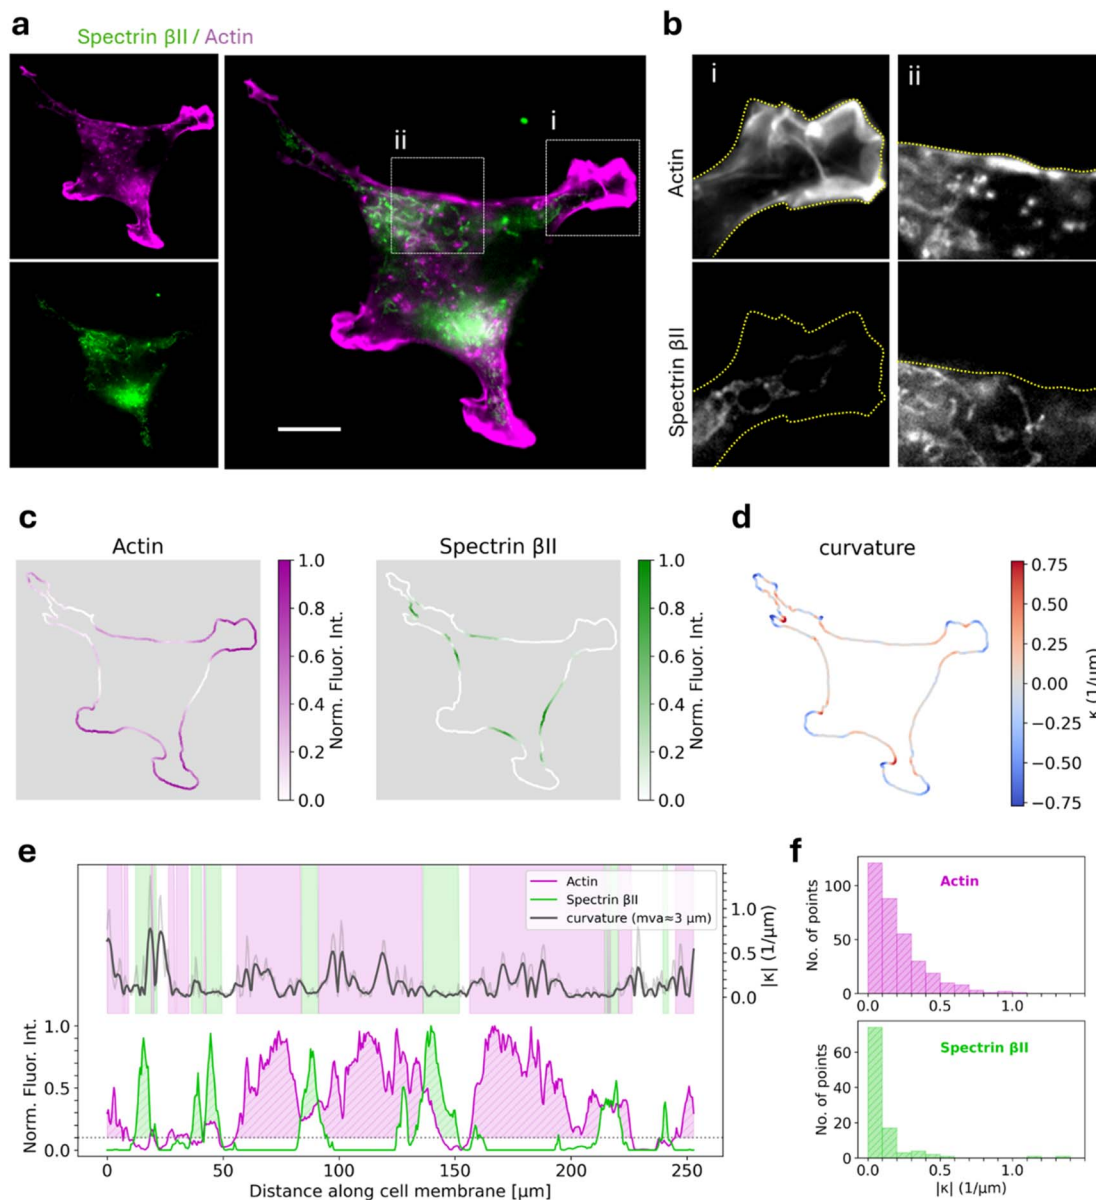 a
Spectrin βII / Actin
ii
i
b
i
ii
Actin
Spectrin βII
c
Actin
1.0
0.8
0.6
0.4
0.2
0.0
Norm. Fluor. Int.
Spectrin βII
1.0
0.8
0.6
0.4
0.2
0.0
Norm. Fluor. Int.
d
curvature
0.75
0.50
0.25
0.00
−0.25
−0.50
−0.75
κ (1/μm)
e
Actin
Spectrin βII
curvature (mva≈3 μm)
1.0
0.5
0.0
|κ| (1/μm)
1.0
0.5
0.0
Norm. Fluor. Int.
0 50 100 150 200 250
Distance along cell membrane [μm]
f
Actin
100
50
0
No. of points
0.0 0.5 1.0
Spectrin βII
60
40
20
0
No. of points
0.0 0.5 1.0
|κ| (1/μm)